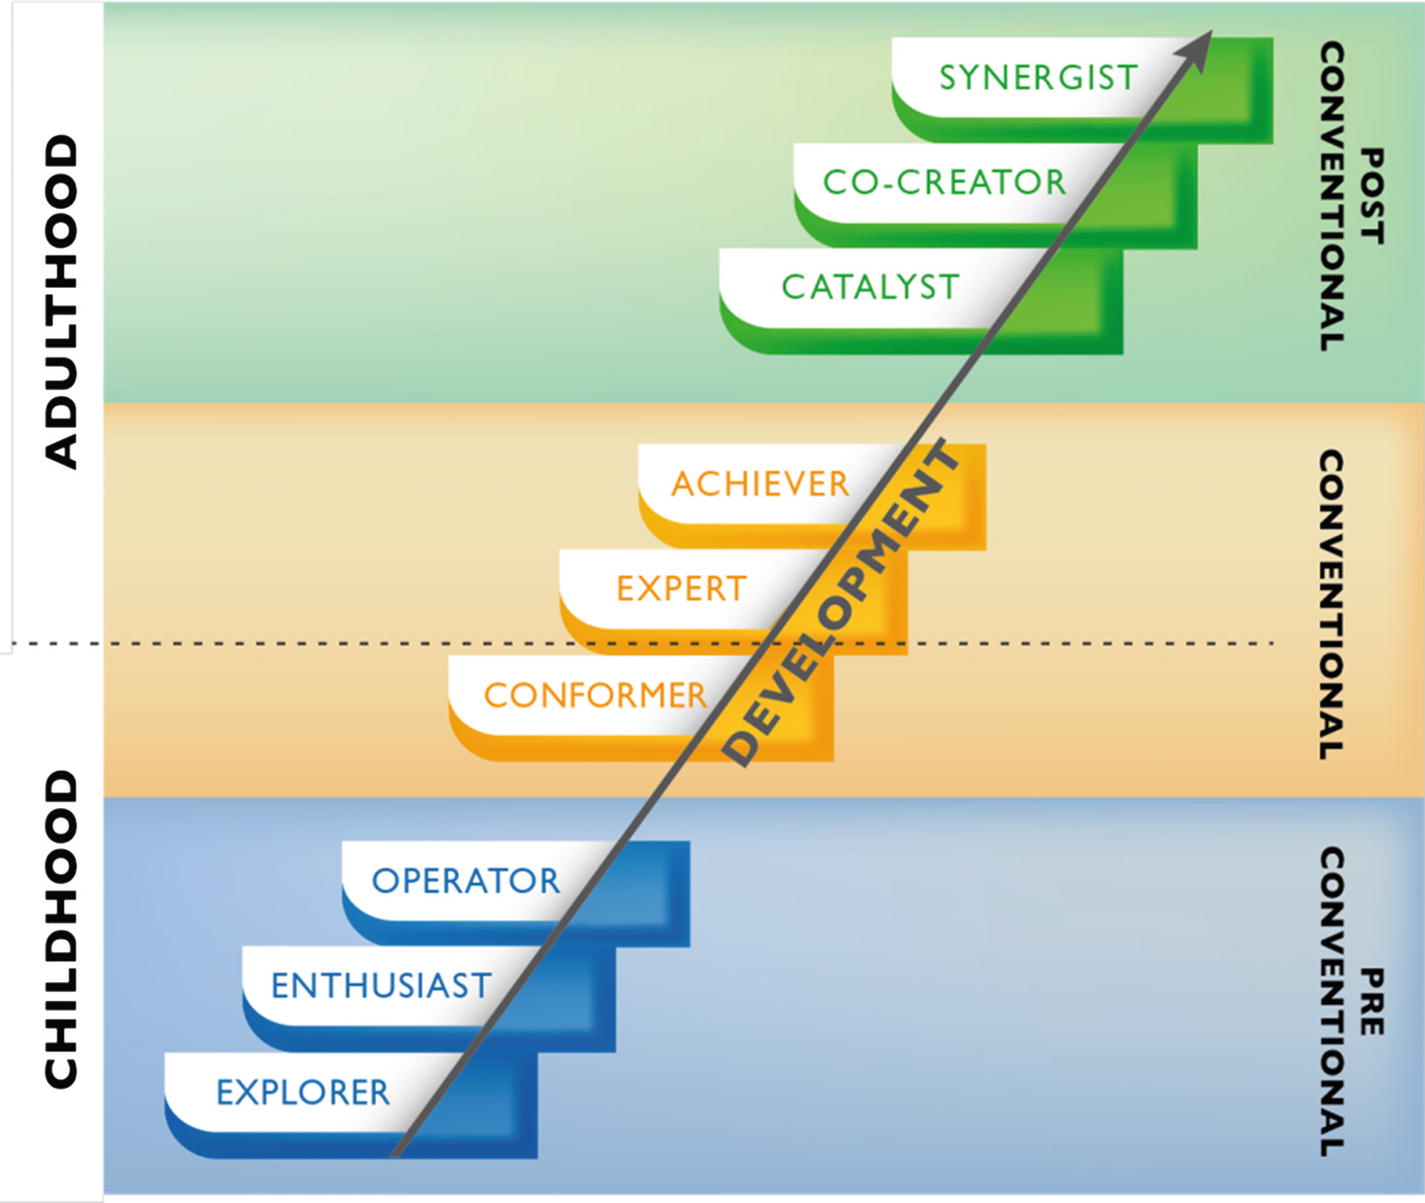 ADULTHOOD
CHILDHOOD
SYNERGIST
CO-CREATOR
CATALYST
ACHIEVER
EXPERT
CONFORMER
OPERATOR
ENTHUSIAST
EXPLORER
DEVELOPMENT
POST
CONVENTIONAL
CONVENTIONAL
PRE
CONVENTIONAL